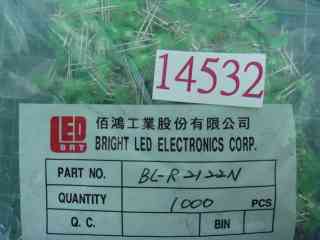 14532
LED
BRT
佰鴻工業股份有限公司
BRIGHT LED ELECTRONICS CORP.
PART NO. BL-R2122N
QUANTITY 1000 PCS
Q. C. BIN